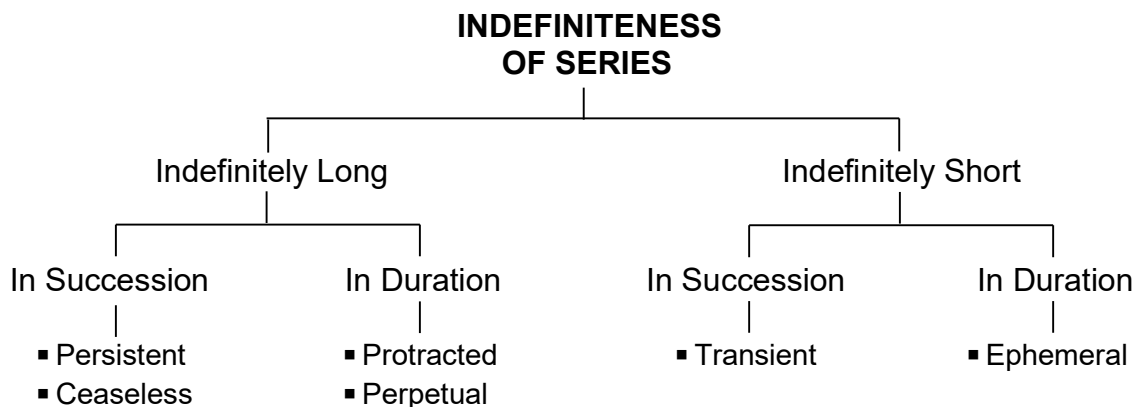 INDEFINITENESS
OF SERIES
Indefinitely Long
Indefinitely Short
In Succession
In Duration
In Succession
In Duration
▪ Persistent
▪ Ceaseless
▪ Protracted
▪ Perpetual
▪ Transient
▪ Ephemeral